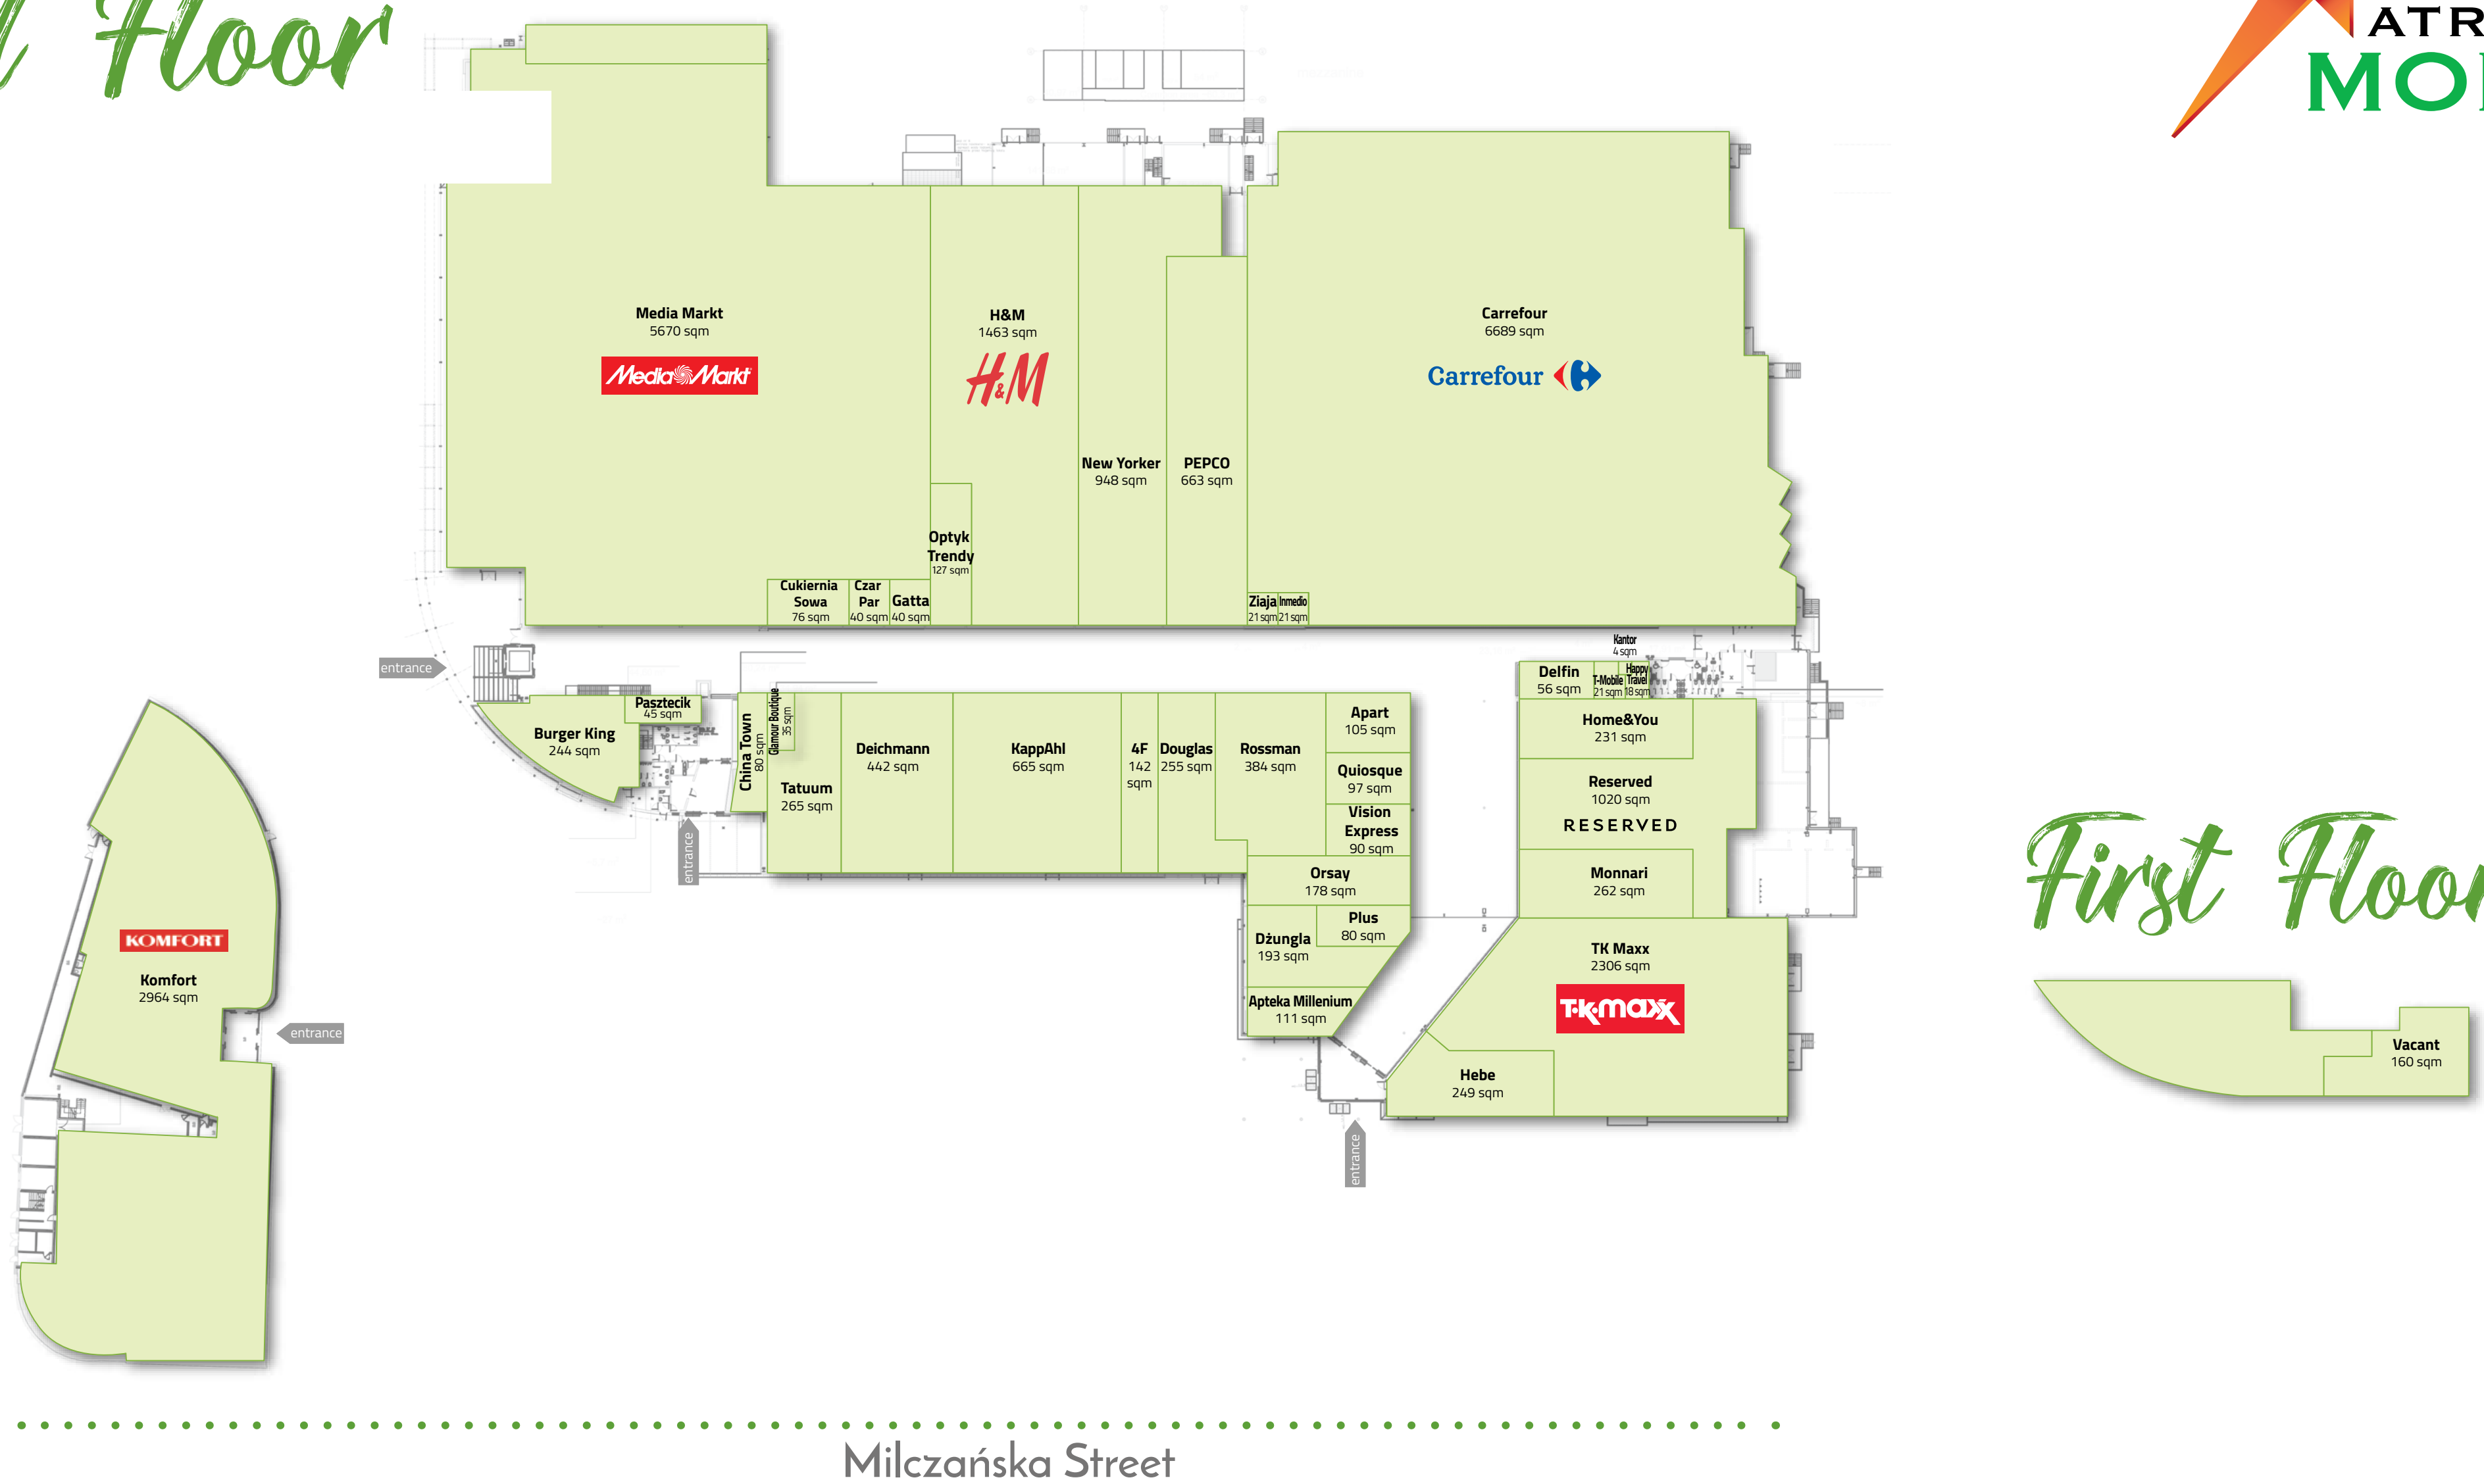 Floor
ATR
MO
Media Markt
5670 sqm
Media Markt
H&M
1463 sqm
H&M
Carrefour
6689 sqm
Carrefour
New Yorker
948 sqm
PEPCO
663 sqm
Optyk
Trendy
127 sqm
Cukiernia
Sowa
76 sqm
Czar
Par
40 sqm
Gatta
40 sqm
Ziaja
21 sqm
Inmedio
21 sqm
Kantor
4 sqm
Delfin
56 sqm
T-Mobile
21 sqm
Happy
Travel
18 sqm
entrance
Pasztecik
45 sqm
Burger King
244 sqm
China Town
80 sqm
Glamour Boutique
35 sqm
Tatuum
265 sqm
Deichmann
442 sqm
KappAhl
665 sqm
4F
142
sqm
Douglas
255 sqm
Rossman
384 sqm
Apart
105 sqm
Quiosque
97 sqm
Vision
Express
90 sqm
Home&You
231 sqm
Reserved
1020 sqm
RESERVED
Monnari
262 sqm
entrance
Orsay
178 sqm
Plus
80 sqm
Dżungla
193 sqm
Apteka Millenium
111 sqm
TK Maxx
2306 sqm
T·K·maxx
Hebe
249 sqm
entrance
KOMFORT
Komfort
2964 sqm
entrance
First Floor
Vacant
160 sqm
Milczańska Street